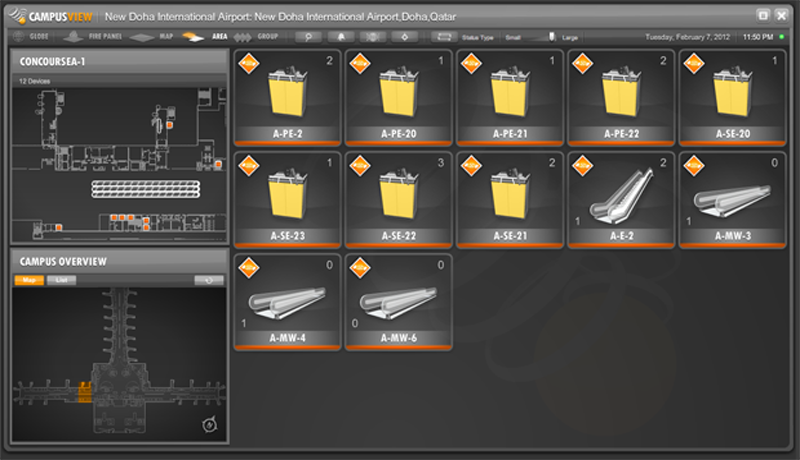 CAMPUSVIEW New Doha International Airport: New Doha International Airport,Doha,Qatar
GLOBE FIRE PANEL MAP AREA GROUP Status Type Small Large Tuesday, February 7, 2012 11:50 PM
CONCOURSEA-1
12 Devices
2 1 1 2 1
A-PE-2 A-PE-20 A-PE-21 A-PE-22 A-SE-20
1 3 2 2 0
1 1
A-SE-23 A-SE-22 A-SE-21 A-E-2 A-MW-3
CAMPUS OVERVIEW
Map List
0 0
1 0
A-MW-4 A-MW-6